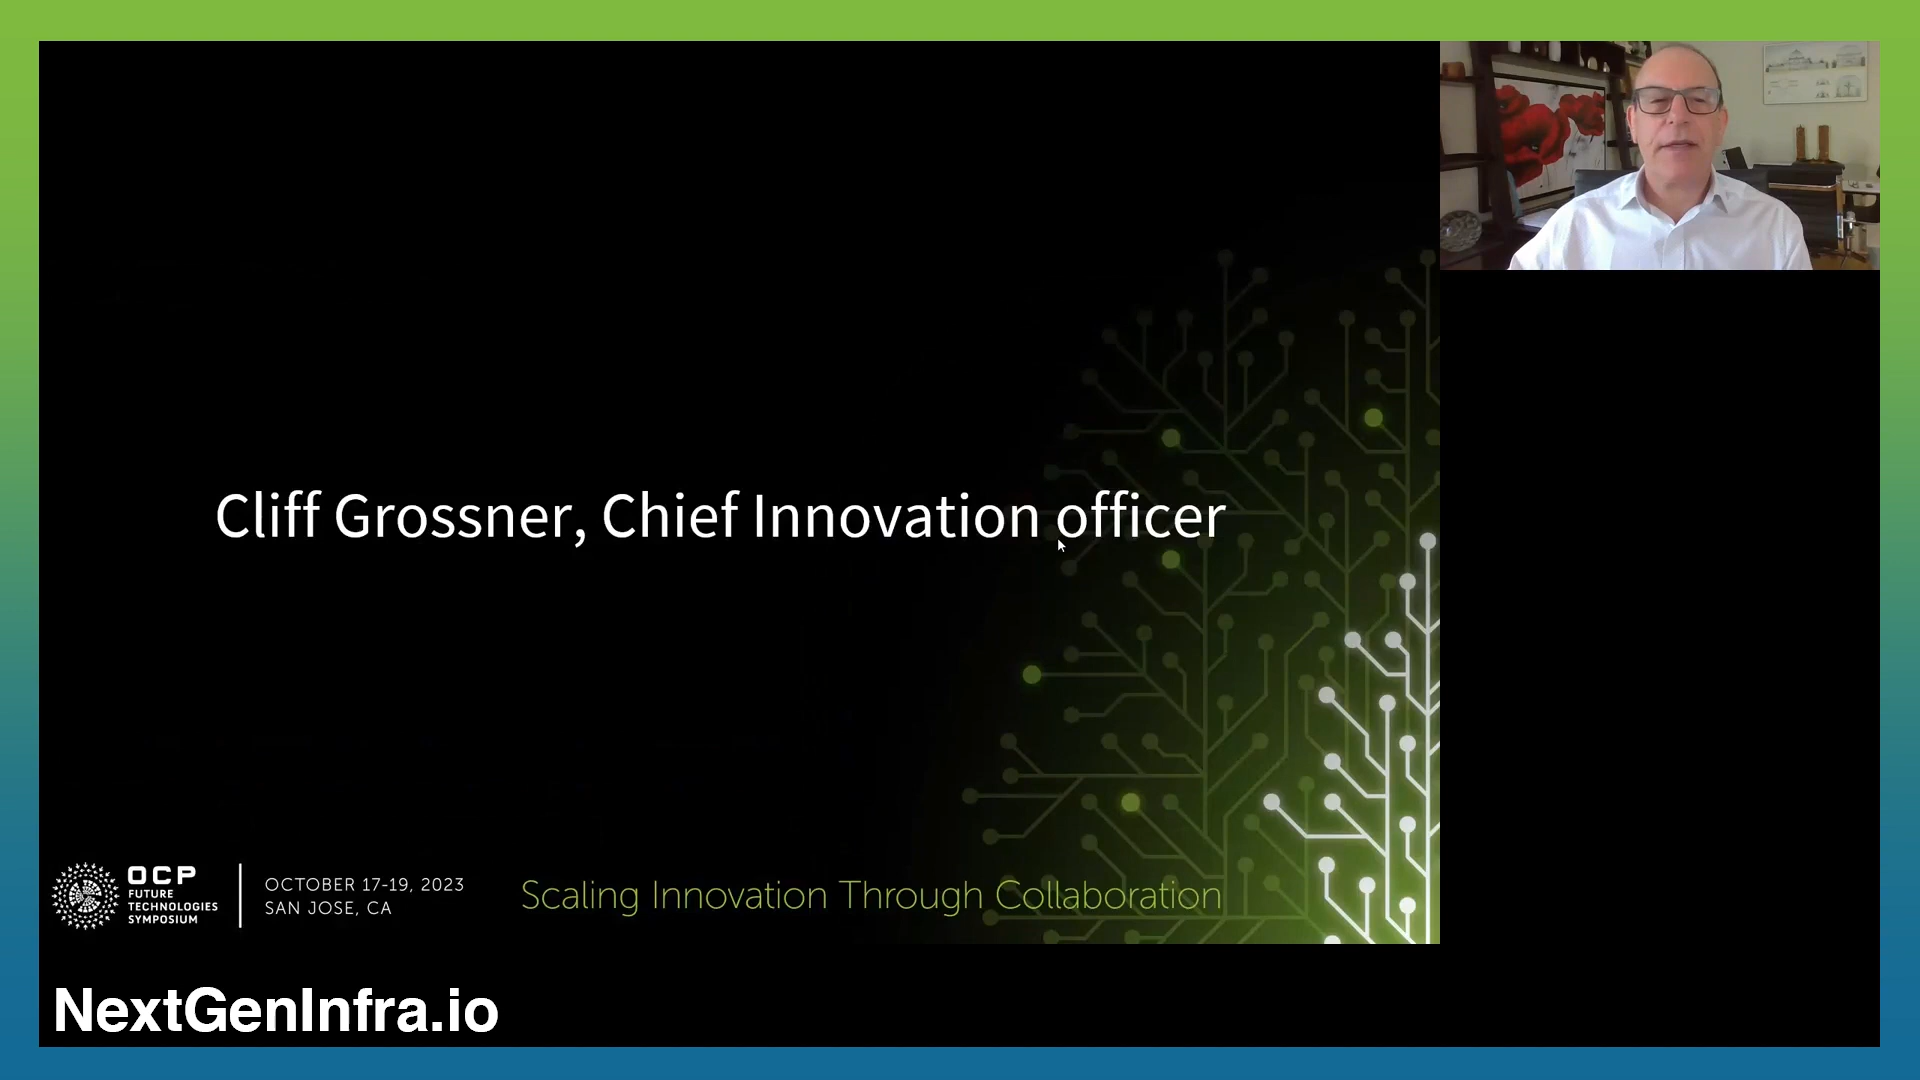 Cliff Grossner, Chief Innovation officer
OCP
FUTURE
TECHNOLOGIES
SYMPOSIUM
OCTOBER 17-19, 2023
SAN JOSE, CA
Scaling Innovation Through Collaboration
NextGenInfra.io